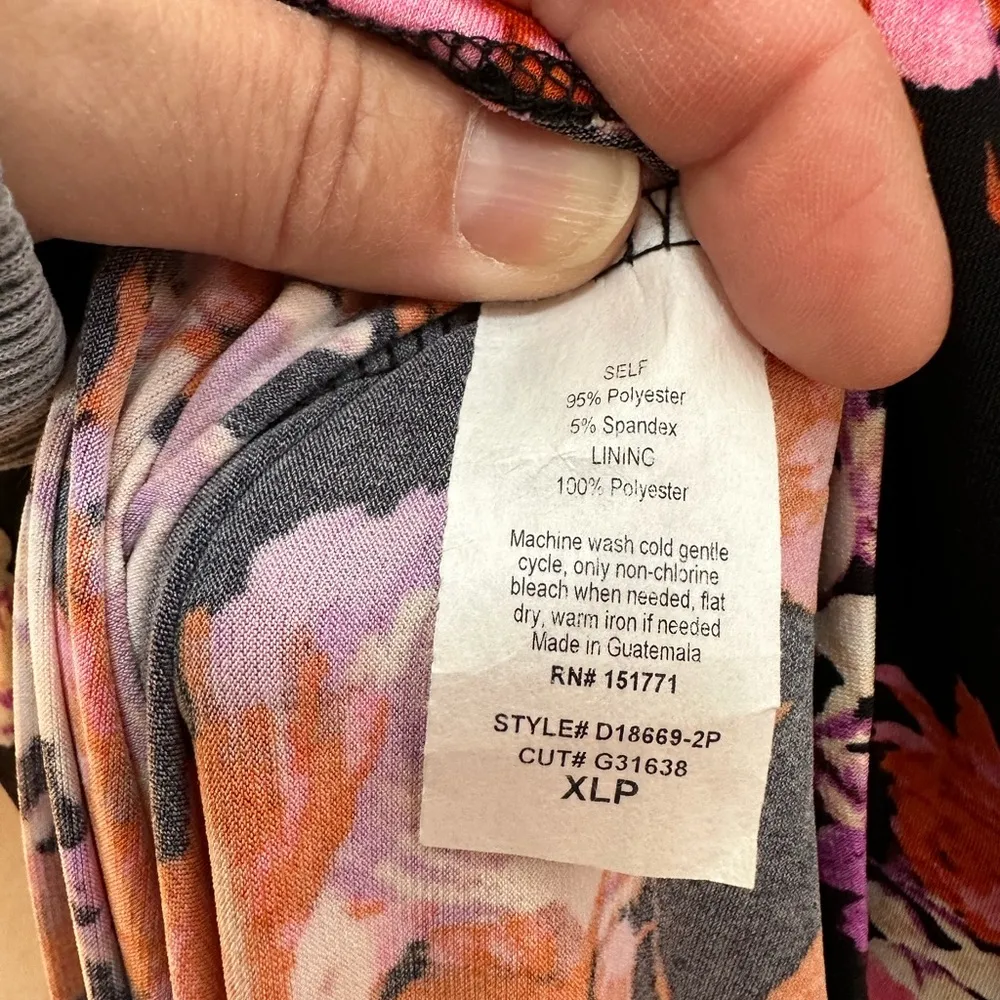 SELF
95% Polyester
5% Spandex
LINING
100% Polyester
Machine wash cold gentle
cycle, only non-chlorine
bleach when needed, flat
dry, warm iron if needed
Made in Guatemala
RN# 151771
STYLE# D18669-2P
CUT# G31638
XLP